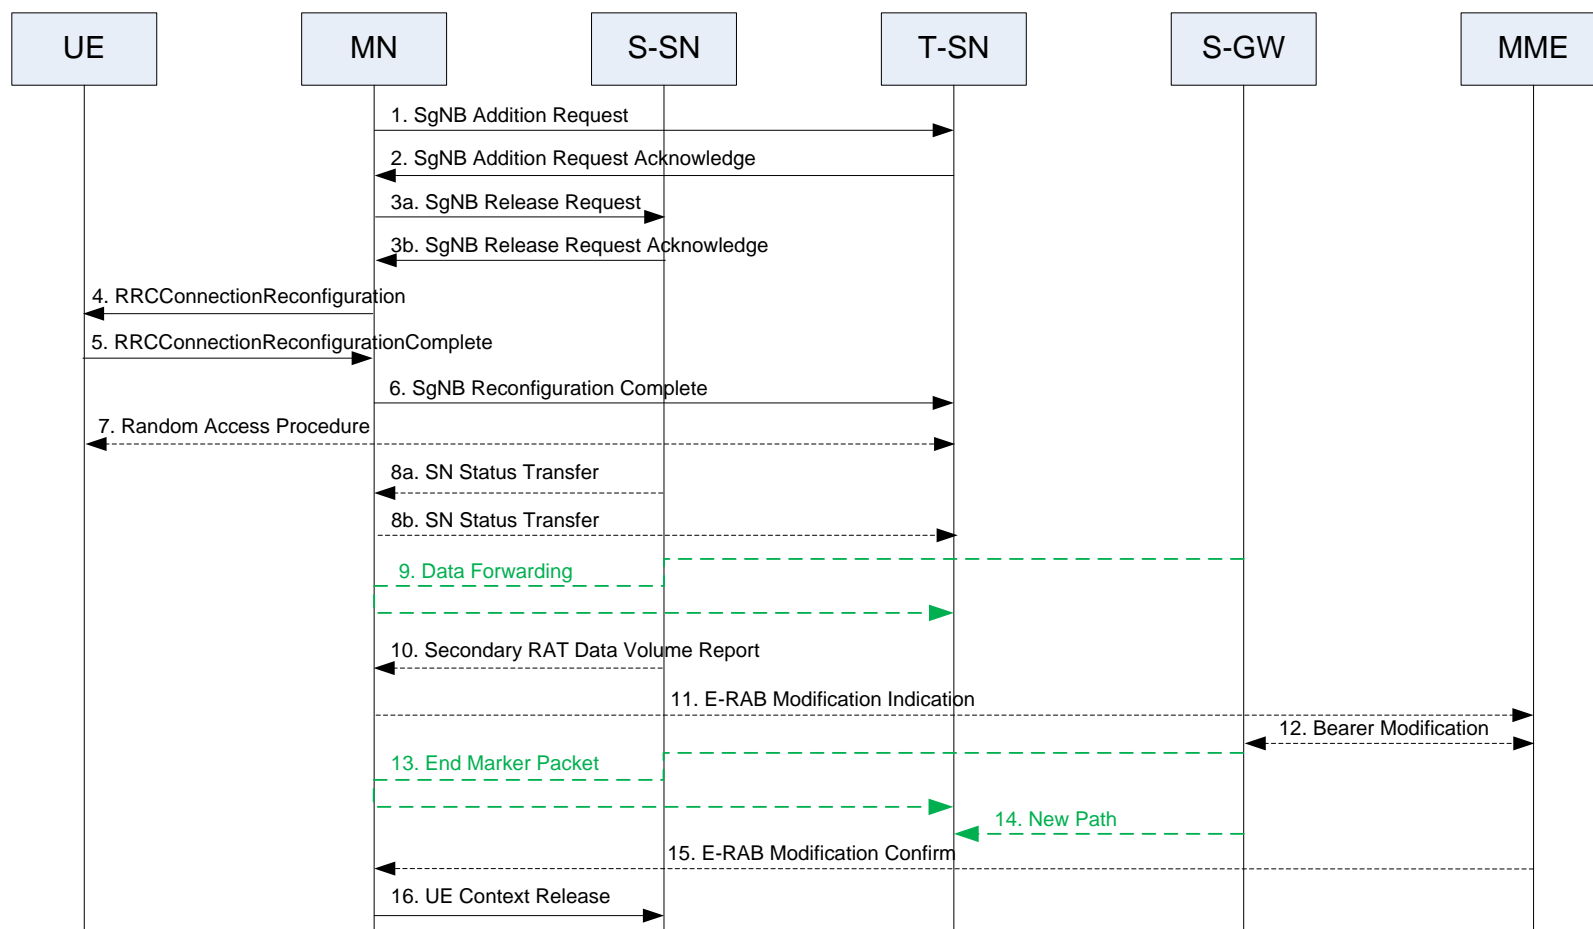 UE
MN
S-SN
T-SN
S-GW
MME
1. SgNB Addition Request
2. SgNB Addition Request Acknowledge
3a. SgNB Release Request
3b. SgNB Release Request Acknowledge
4. RRCConnectionReconfiguration
5. RRCConnectionReconfigurationComplete
6. SgNB Reconfiguration Complete
7. Random Access Procedure
8a. SN Status Transfer
8b. SN Status Transfer
9. Data Forwarding
10. Secondary RAT Data Volume Report
11. E-RAB Modification Indication
12. Bearer Modification
13. End Marker Packet
14. New Path
15. E-RAB Modification Confirm
16. UE Context Release